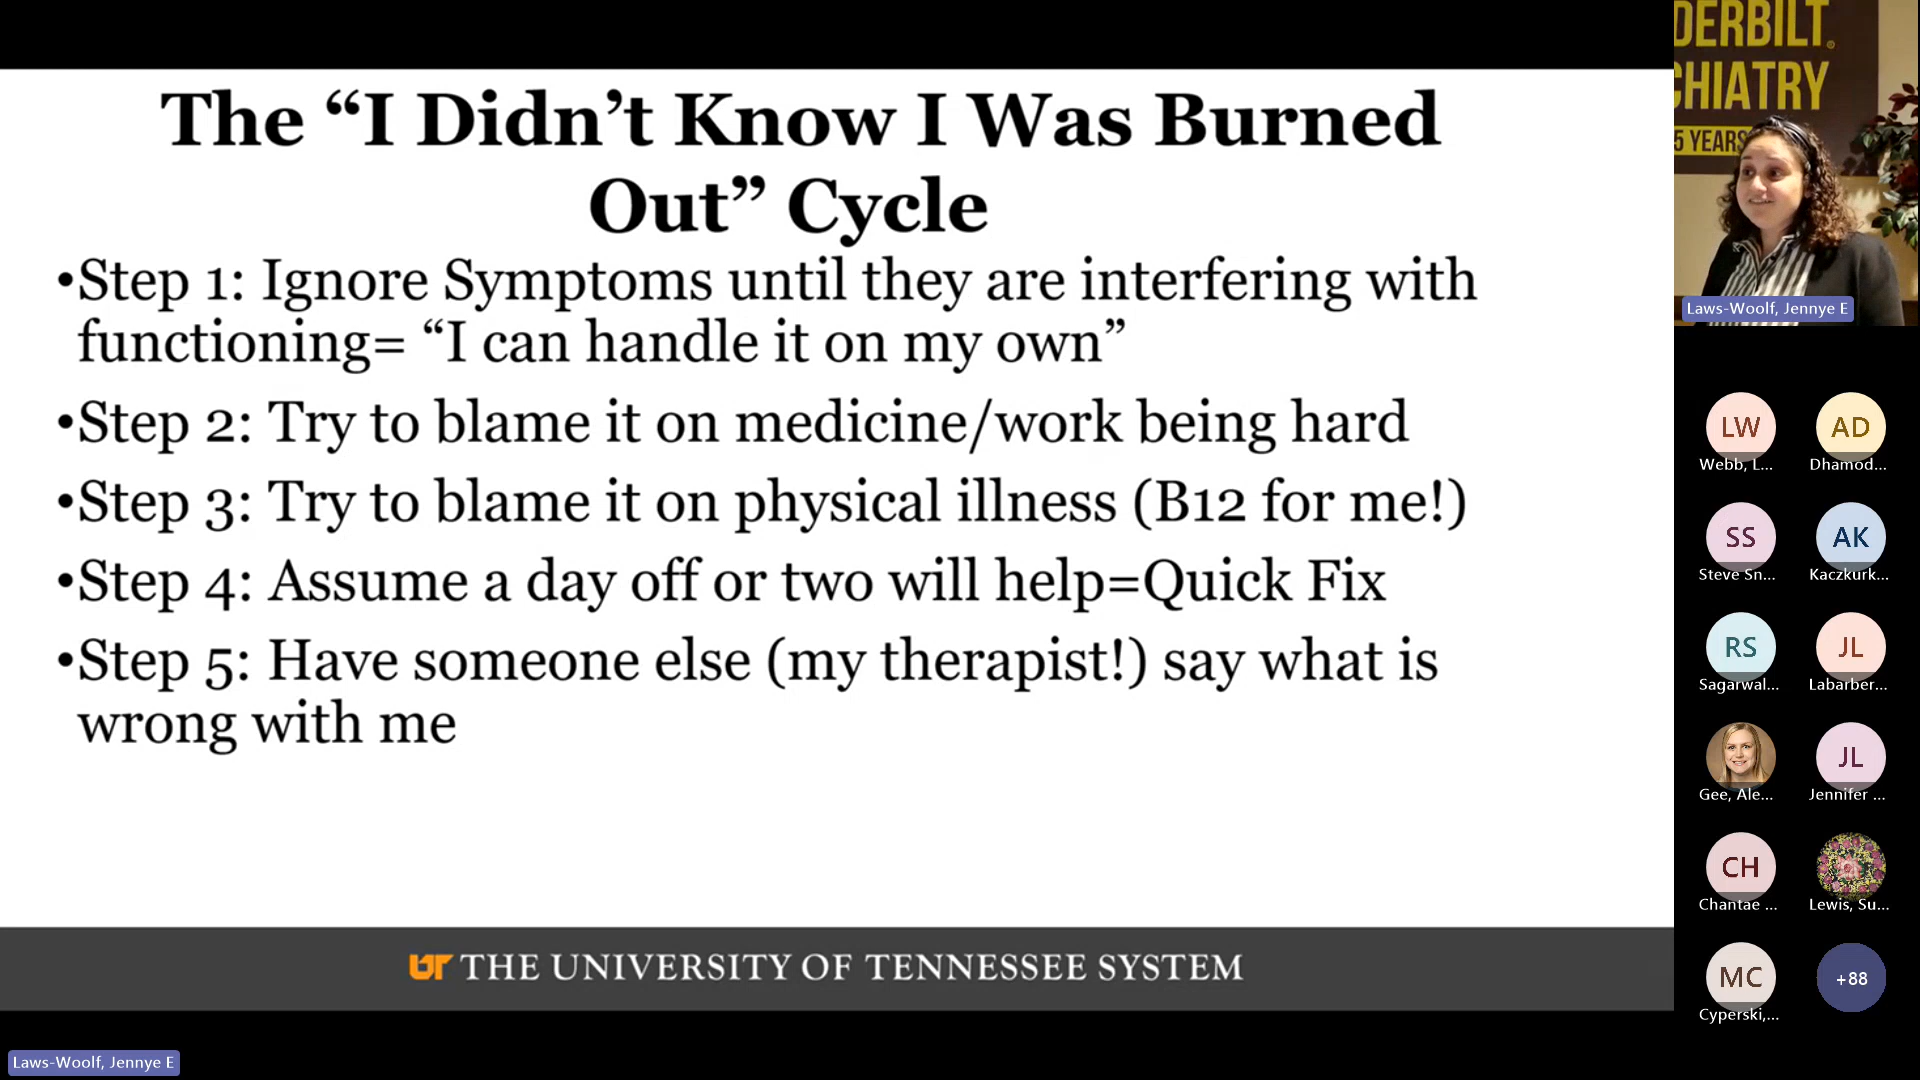 The “I Didn’t Know I Was Burned
Out” Cycle
•Step 1: Ignore Symptoms until they are interfering with
functioning= “I can handle it on my own”
•Step 2: Try to blame it on medicine/work being hard
•Step 3: Try to blame it on physical illness (B12 for me!)
•Step 4: Assume a day off or two will help=Quick Fix
•Step 5: Have someone else (my therapist!) say what is
wrong with me
UT THE UNIVERSITY OF TENNESSEE SYSTEM
Laws-Woolf, Jennye E
DERBILT®
CHIATRY
5 YEARS
Laws-Woolf, Jennye E
LW
AD
Webb, L...
Dhamod...
SS
AK
Steve Sn...
Kaczkurk...
RS
JL
Sagarwal...
Labarber...
JL
Gee, Ale...
Jennifer ...
CH
Chantae ...
Lewis, Su...
MC
+88
Cyperski,...